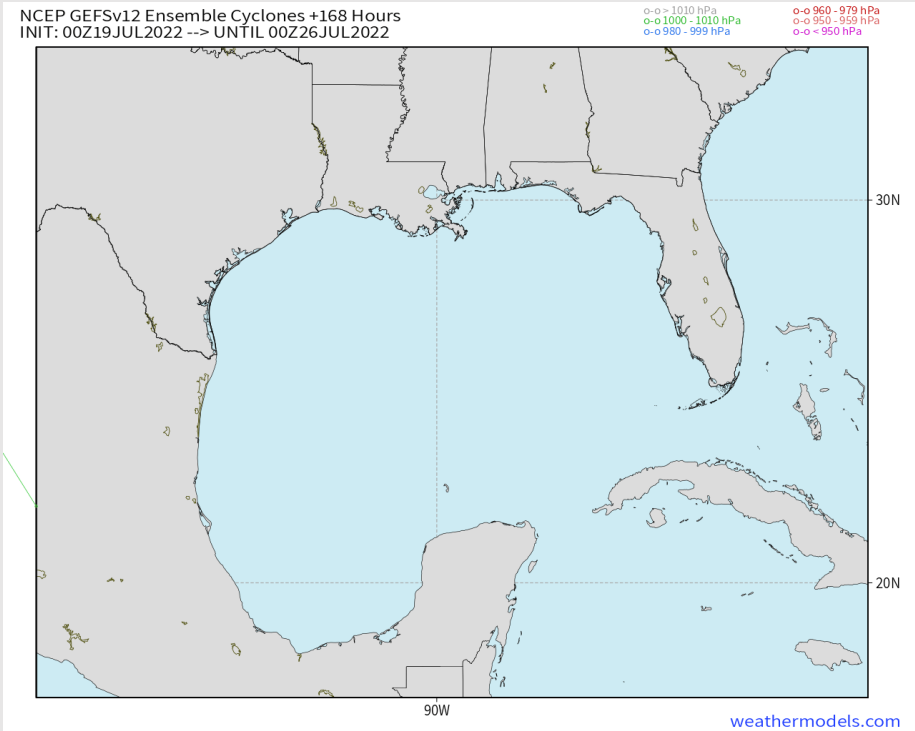 NCEP GEFSv12 Ensemble Cyclones +168 Hours
INIT: 00Z19JUL2022 --> UNTIL 00Z26JUL2022
o-o > 1010 hPa
o-o 1000 - 1010 hPa
o-o 980 - 999 hPa
o-o 960 - 979 hPa
o-o 950 - 959 hPa
o-o < 950 hPa
30N
20N
90W
weathermodels.com